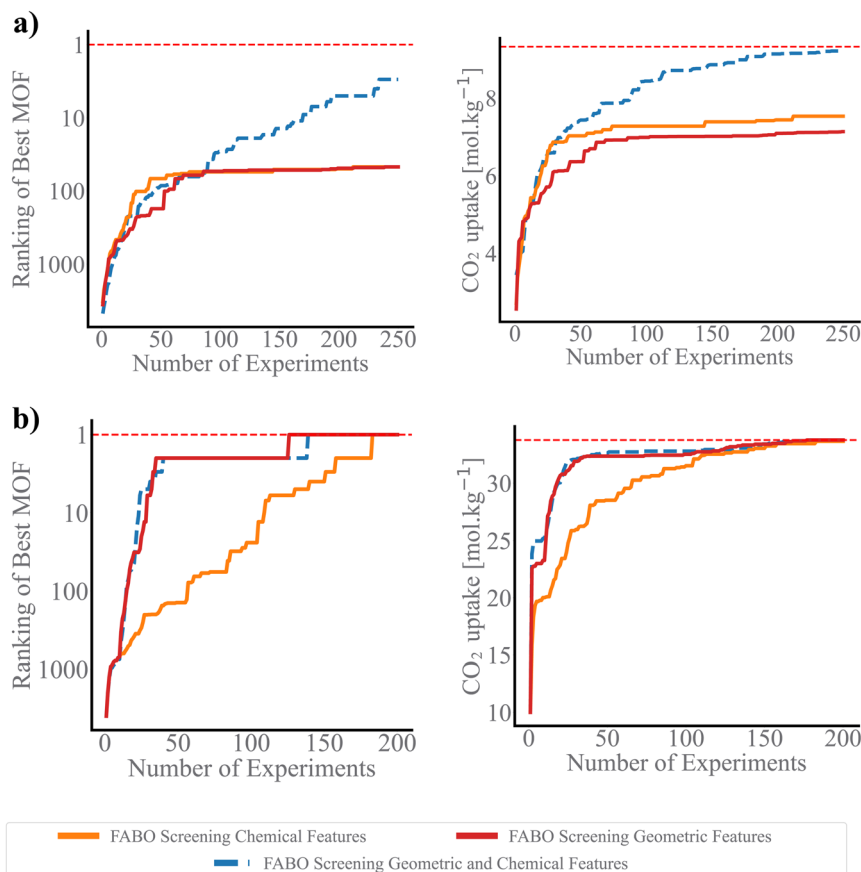 a)
Ranking of Best MOF
1
10
100
1000
0 50 100 150 200 250
Number of Experiments
CO₂ uptake [mol.kg⁻¹]
8
6
4
0 50 100 150 200 250
Number of Experiments
b)
Ranking of Best MOF
1
10
100
1000
0 50 100 150 200
Number of Experiments
CO₂ uptake [mol.kg⁻¹]
30
25
20
15
10
0 50 100 150 200
Number of Experiments
FABO Screening Chemical Features FABO Screening Geometric Features
FABO Screening Geometric and Chemical Features